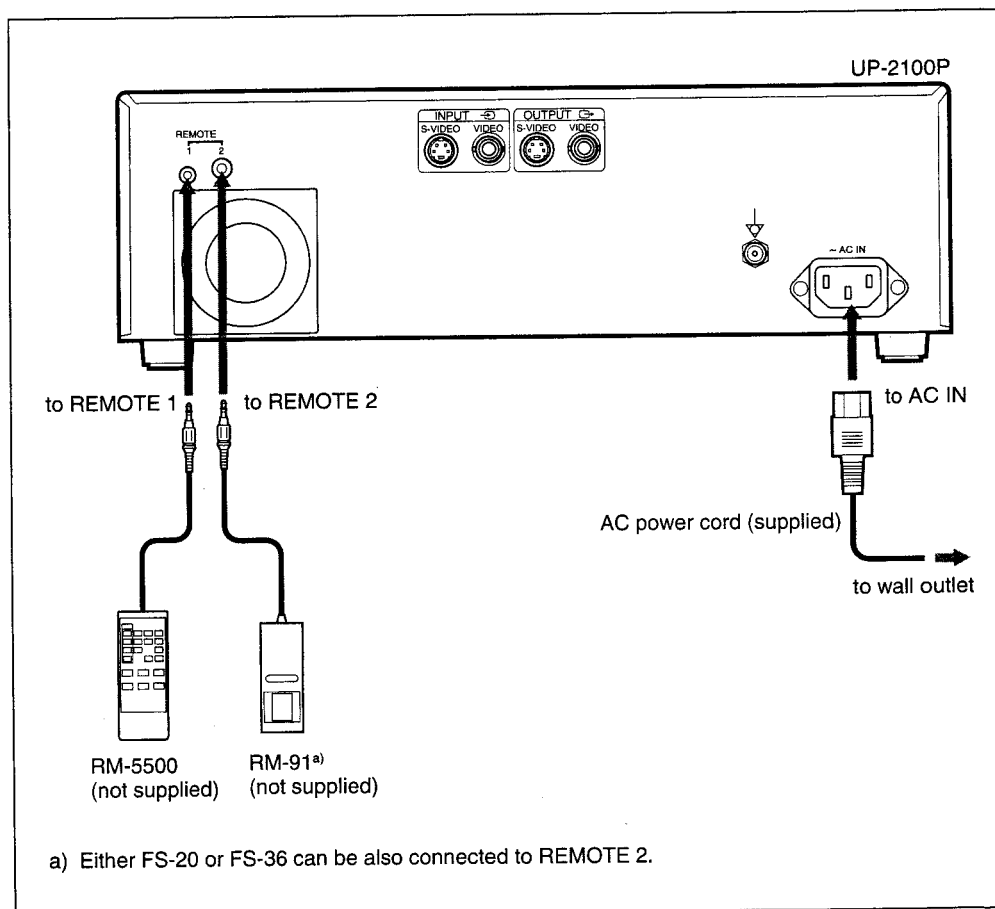 UP-2100P
REMOTE
1 2
INPUT
S-VIDEO VIDEO
OUTPUT
S-VIDEO VIDEO
~ AC IN
to REMOTE 1
to REMOTE 2
to AC IN
AC power cord (supplied)
to wall outlet
RM-5500
(not supplied)
RM-91a)
(not supplied)
a) Either FS-20 or FS-36 can be also connected to REMOTE 2.